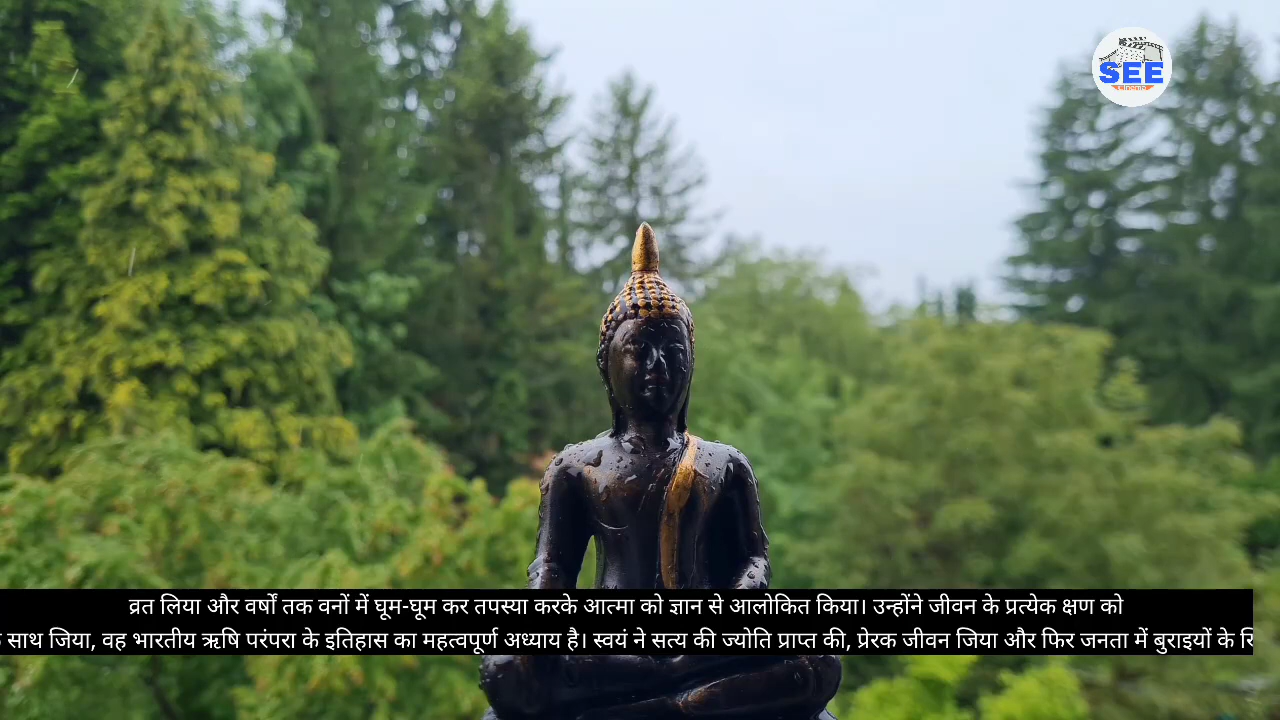 SEE
cinema
व्रत लिया और वर्षों तक वनों में घूम-घूम कर तपस्या करके आत्मा को ज्ञान से आलोकित किया। उन्होंने जीवन के प्रत्येक क्षण को
साथ जिया, वह भारतीय ऋषि परंपरा के इतिहास का महत्वपूर्ण अध्याय है। स्वयं ने सत्य की ज्योति प्राप्त की, प्रेरक जीवन जिया और फिर जनता में बुराइयों के